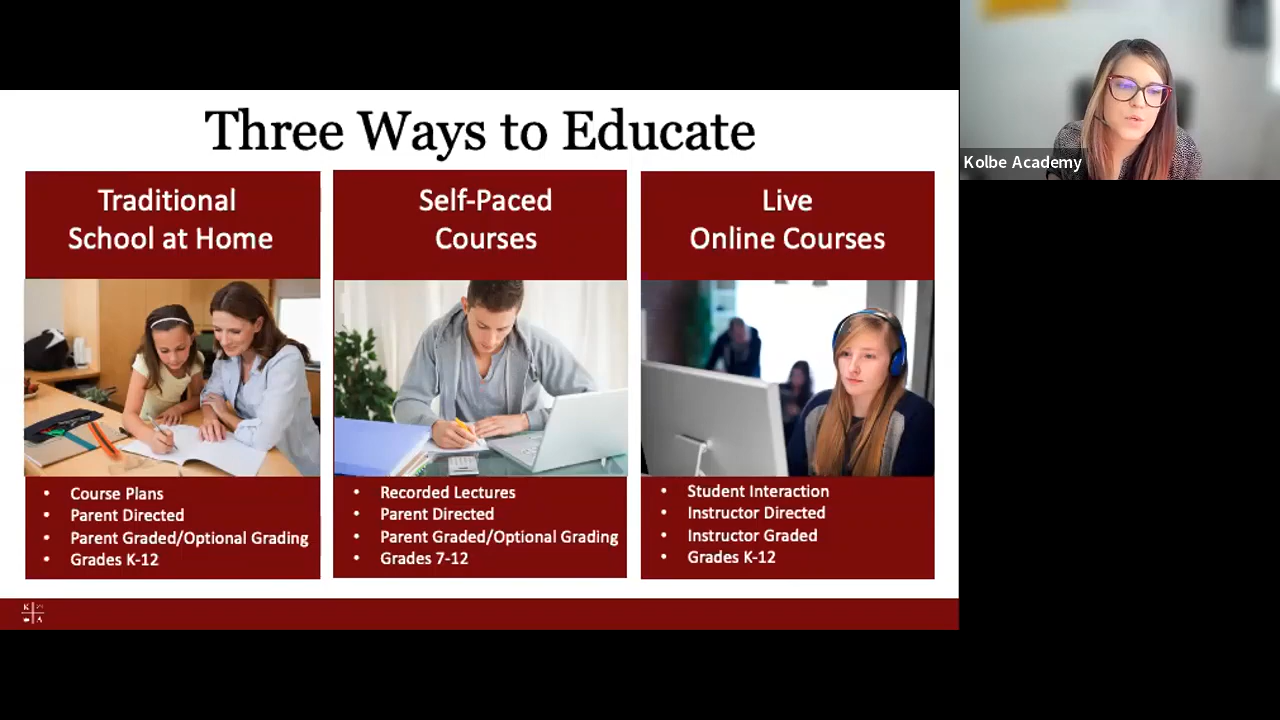 Three Ways to Educate
Traditional
School at Home
Self-Paced
Courses
Live
Online Courses
• Course Plans
• Parent Directed
• Parent Graded/Optional Grading
• Grades K-12
• Recorded Lectures
• Parent Directed
• Parent Graded/Optional Grading
• Grades 7-12
• Student Interaction
• Instructor Directed
• Instructor Graded
• Grades K-12
Kolbe Academy
K
A